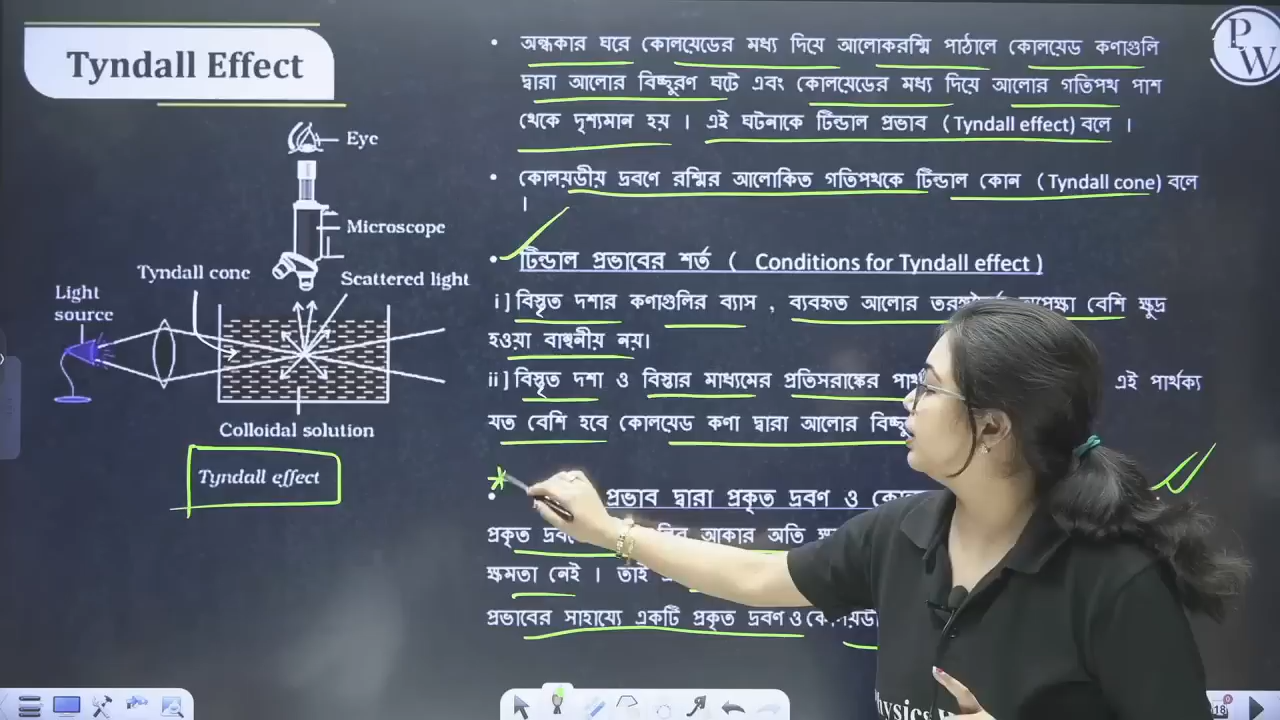 Tyndall Effect
Eye
Microscope
Tyndall cone
Scattered light
Light
source
Colloidal solution
Tyndall effect
• অন্ধকার ঘরে কোলয়েডের মধ্য দিয়ে আলোকরশ্মি পাঠালে কোলয়েড কণাগুলি
দ্বারা আলোর বিচ্ছুরণ ঘটে এবং কোলয়েডের মধ্য দিয়ে আলোর গতিপথ পাশ
থেকে দৃশ্যমান হয় । এই ঘটনাকে টিন্ডাল প্রভাব (Tyndall effect) বলে ।
• কোলয়ডীয় দ্রবণে রশ্মির আলোকিত গতিপথকে টিন্ডাল কোন (Tyndall cone) বলে
।
• টিন্ডাল প্রভাবের শর্ত ( Conditions for Tyndall effect )
i] বিস্তৃত দশার কণাগুলির ব্যাস , ব্যবহৃত আলোর বেশি ক্ষুদ্র
হওয়া বাঞ্ছনীয় নয়।
ii] বিস্তৃত দশা ও বিস্তার মাধ্যমের প্রতিসরাঙ্কের এই পার্থক্য
যত বেশি হবে কোলয়েড কণা দ্বারা আলোর
প্রভাব দ্বারা প্রকৃত দ্রবণ ও
প্রকৃত আকার অতি
ক্ষমতা নেই । তাই
প্রভাবের সাহায্যে একটি প্রকৃত দ্রবণ ও
P
W
hysics W
18